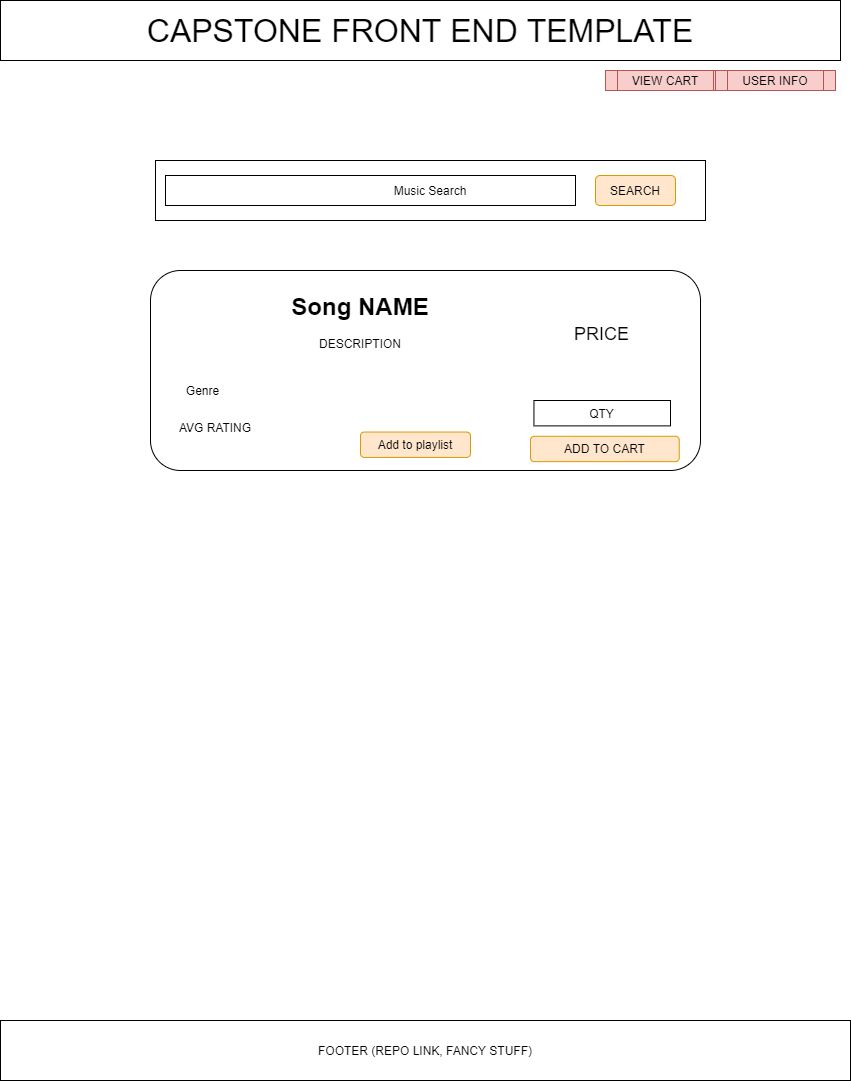 CAPSTONE FRONT END TEMPLATE
VIEW CART
USER INFO
Music Search
SEARCH
Song NAME
DESCRIPTION
PRICE
Genre
AVG RATING
QTY
Add to playlist
ADD TO CART
FOOTER (REPO LINK, FANCY STUFF)